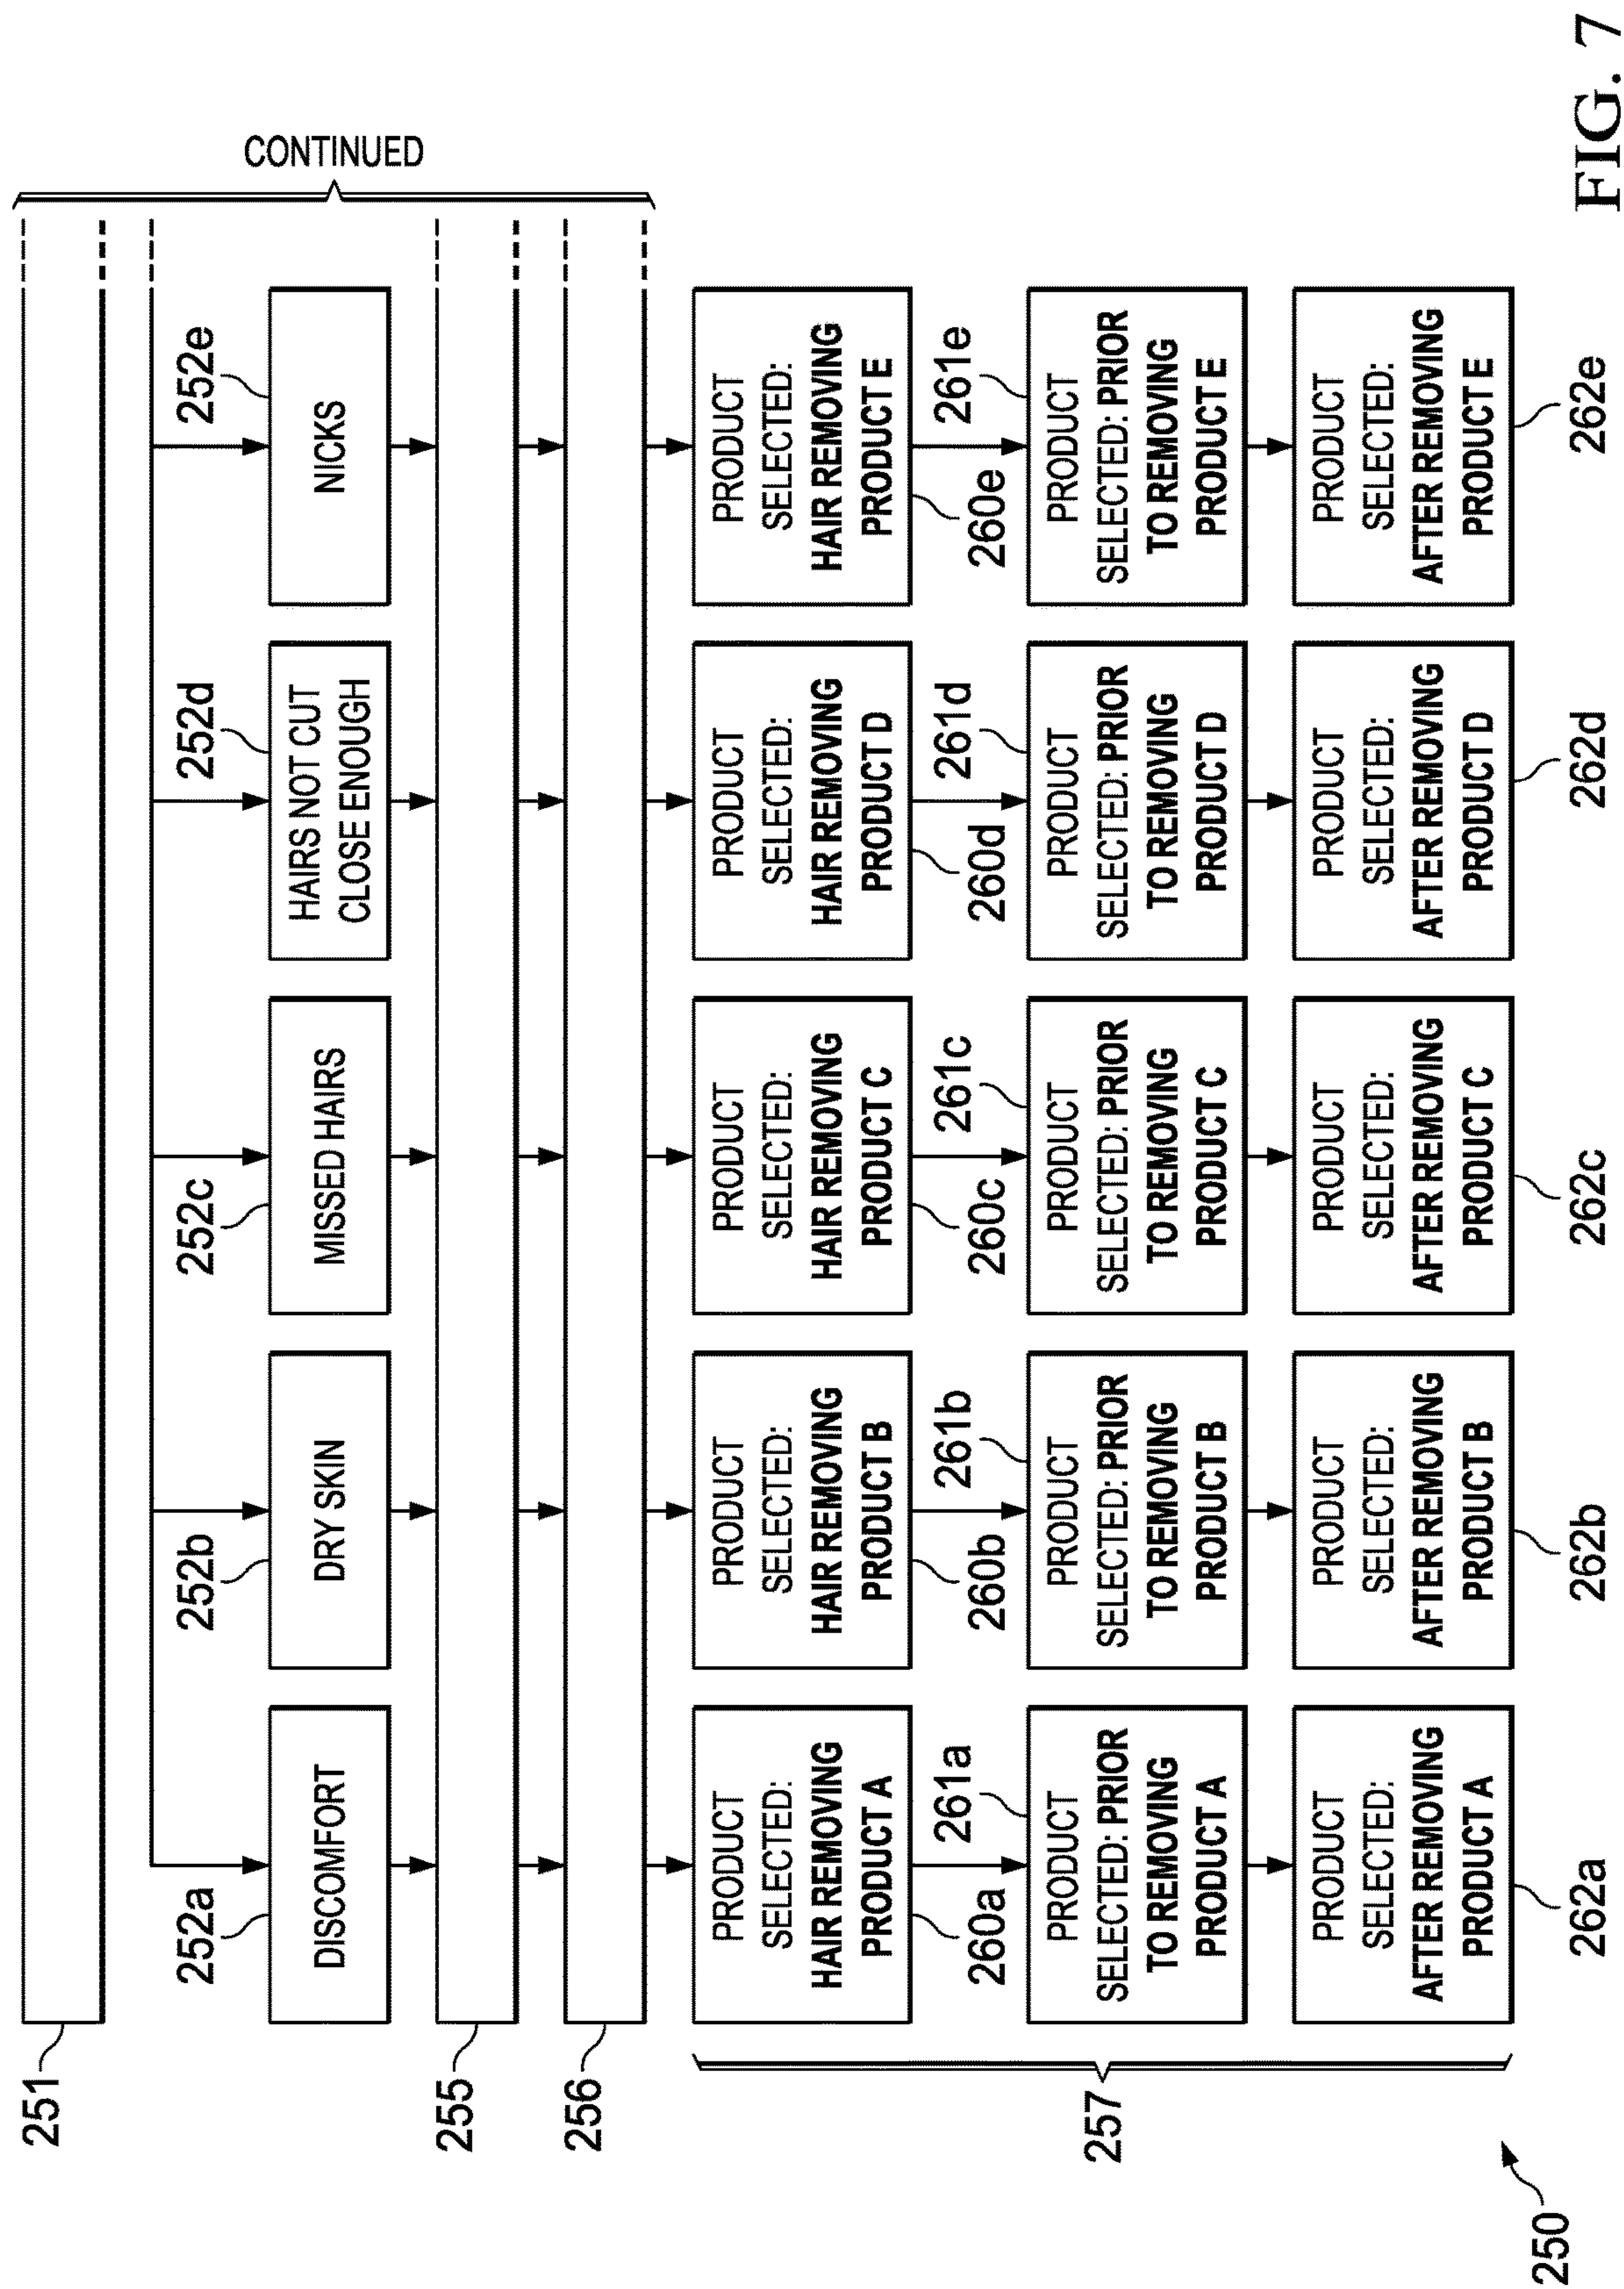 CONTINUED
251
252a
252b
252c
252d
252e
DISCOMFORT
DRY SKIN
MISSED HAIRS
HAIRS NOT CUT
CLOSE ENOUGH
NICKS
255
256
257
PRODUCT
SELECTED:
HAIR REMOVING
PRODUCT A
PRODUCT
SELECTED:
HAIR REMOVING
PRODUCT B
PRODUCT
SELECTED:
HAIR REMOVING
PRODUCT C
PRODUCT
SELECTED:
HAIR REMOVING
PRODUCT D
PRODUCT
SELECTED:
HAIR REMOVING
PRODUCT E
260a
261a
260b
261b
260c
261c
260d
261d
260e
261e
PRODUCT
SELECTED: PRIOR
TO REMOVING
PRODUCT A
PRODUCT
SELECTED: PRIOR
TO REMOVING
PRODUCT B
PRODUCT
SELECTED: PRIOR
TO REMOVING
PRODUCT C
PRODUCT
SELECTED: PRIOR
TO REMOVING
PRODUCT D
PRODUCT
SELECTED: PRIOR
TO REMOVING
PRODUCT E
PRODUCT
SELECTED:
AFTER REMOVING
PRODUCT A
PRODUCT
SELECTED:
AFTER REMOVING
PRODUCT B
PRODUCT
SELECTED:
AFTER REMOVING
PRODUCT C
PRODUCT
SELECTED:
AFTER REMOVING
PRODUCT D
PRODUCT
SELECTED:
AFTER REMOVING
PRODUCT E
262a
262b
262c
262d
262e
250
FIG. 7